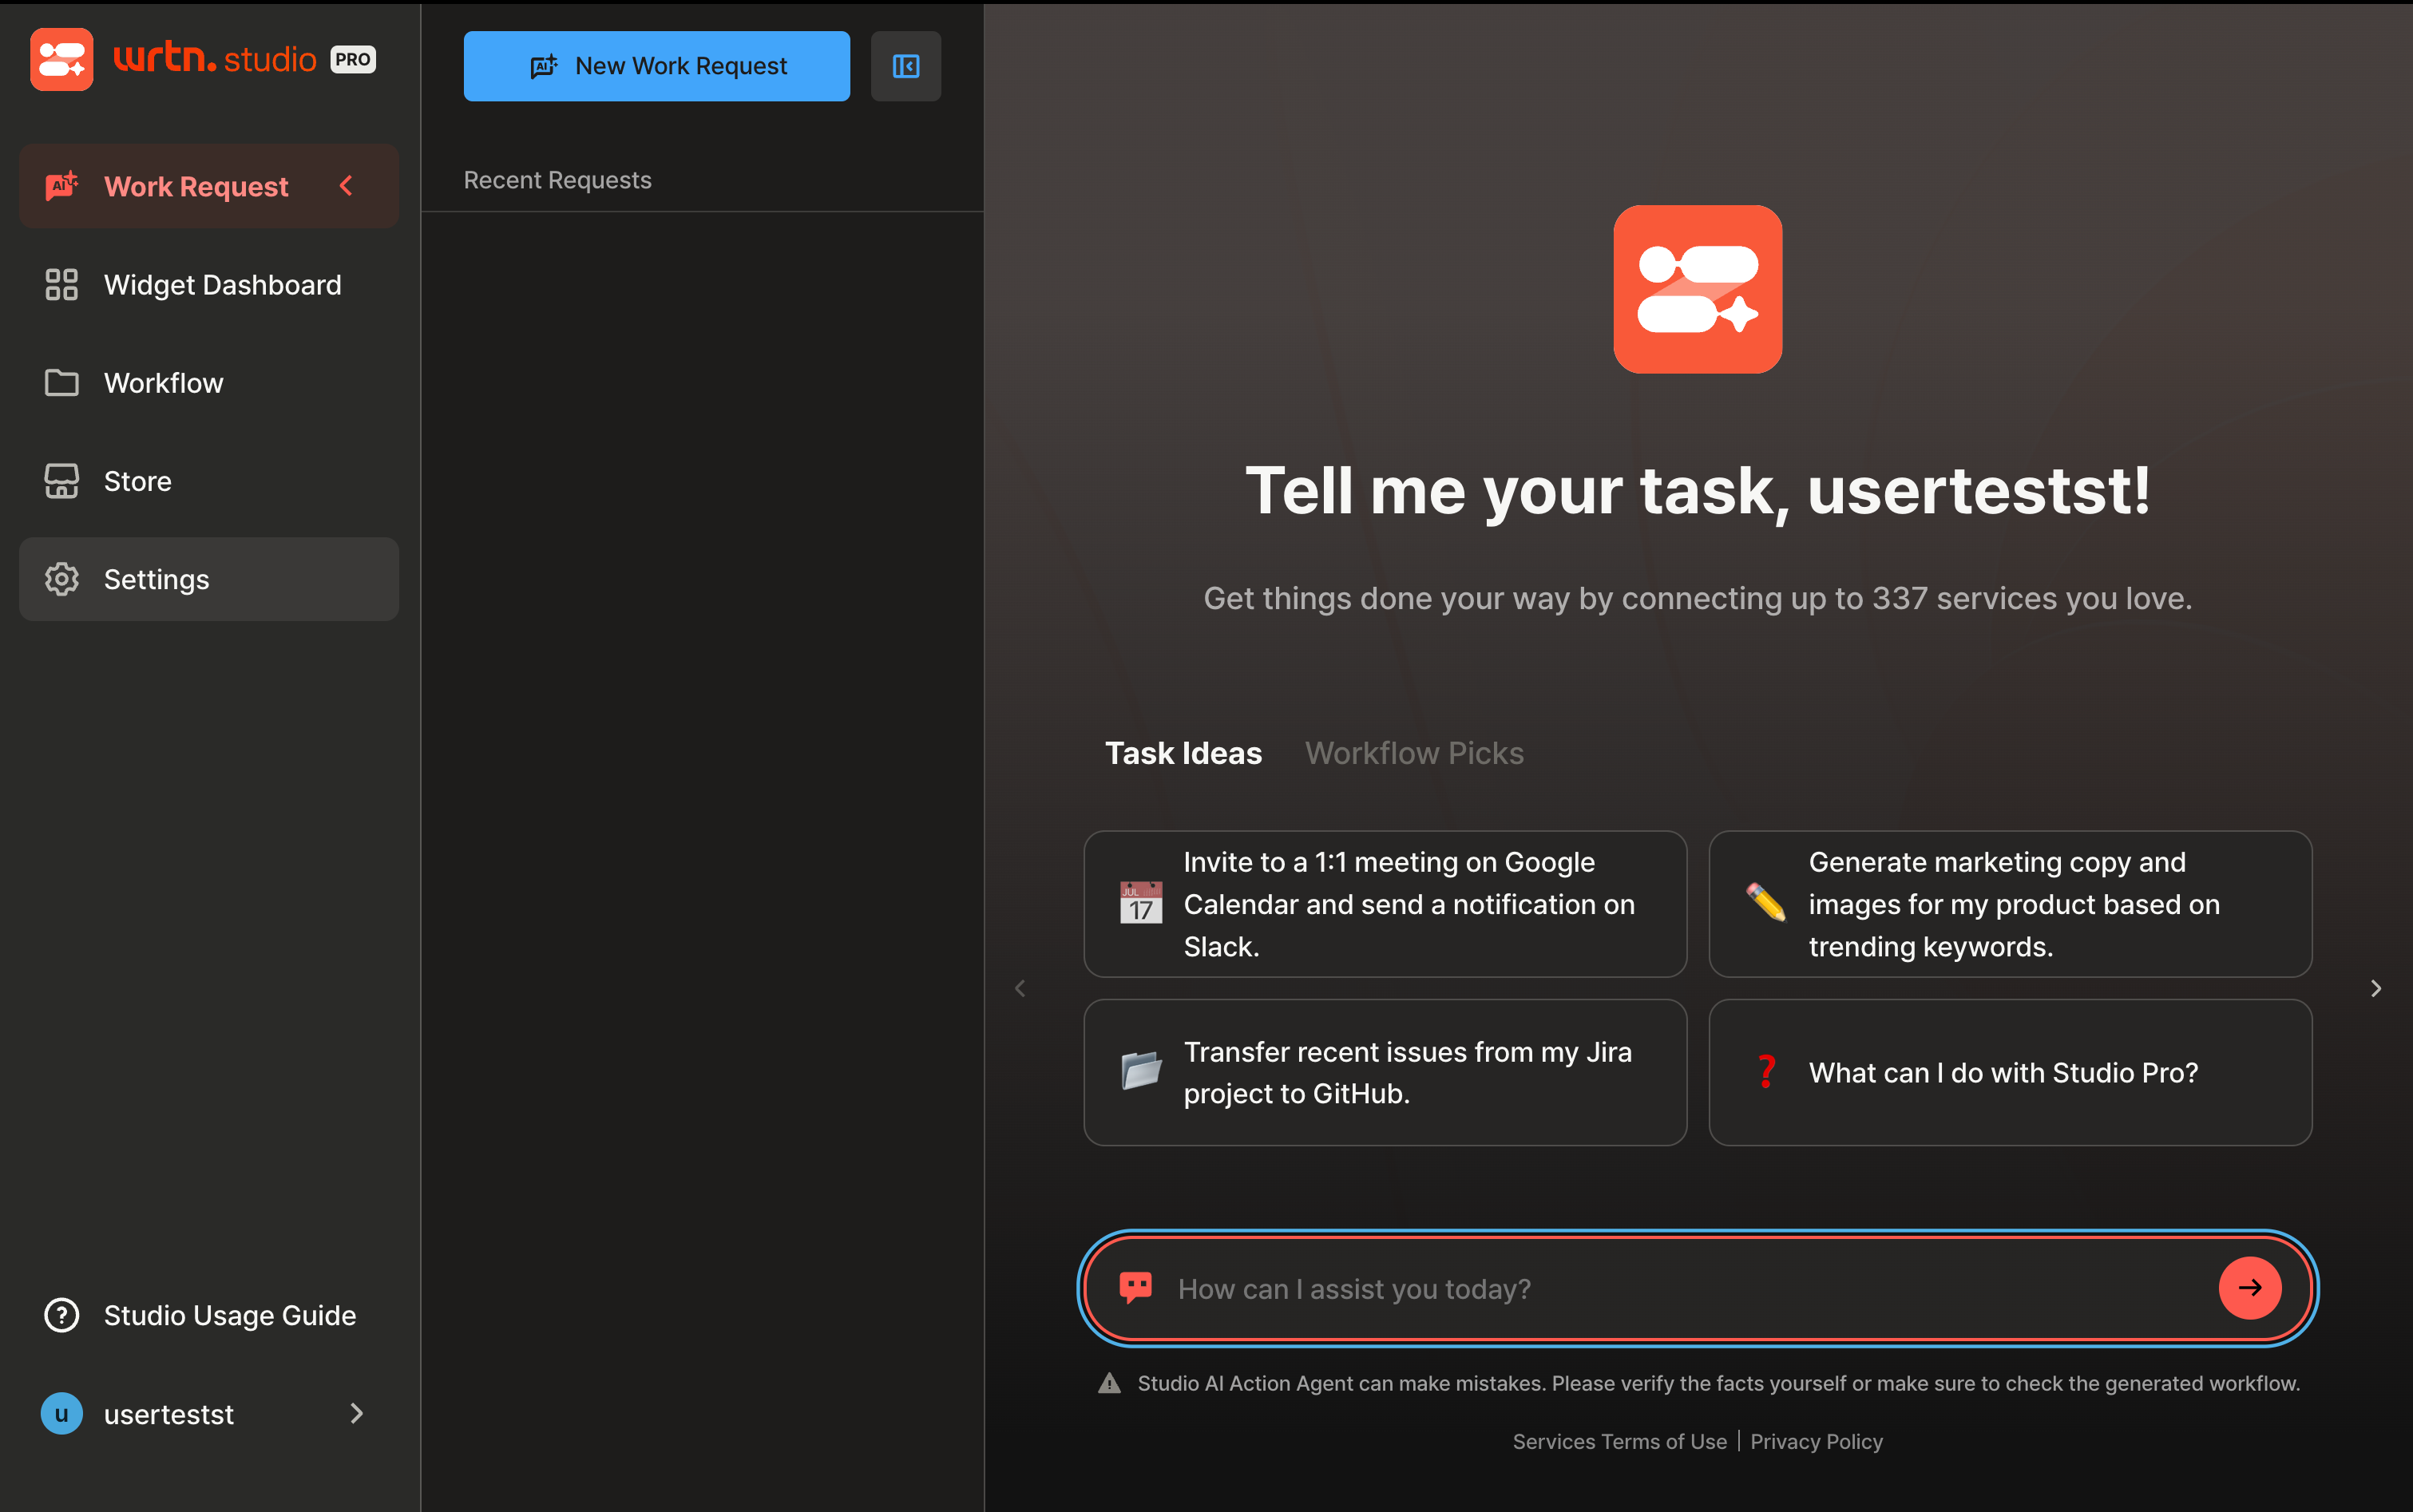 wrtn. studio PRO
Work Request
Widget Dashboard
Workflow
Store
Settings
Studio Usage Guide
u
usertestst
AI
New Work Request
Recent Requests
Tell me your task, usertestst!
Get things done your way by connecting up to 337 services you love.
Task Ideas
Workflow Picks
JUL
17
Invite to a 1:1 meeting on Google
Calendar and send a notification on
Slack.
Generate marketing copy and
images for my product based on
trending keywords.
Transfer recent issues from my Jira
project to GitHub.
What can I do with Studio Pro?
How can I assist you today?
Studio AI Action Agent can make mistakes. Please verify the facts yourself or make sure to check the generated workflow.
Services Terms of Use | Privacy Policy